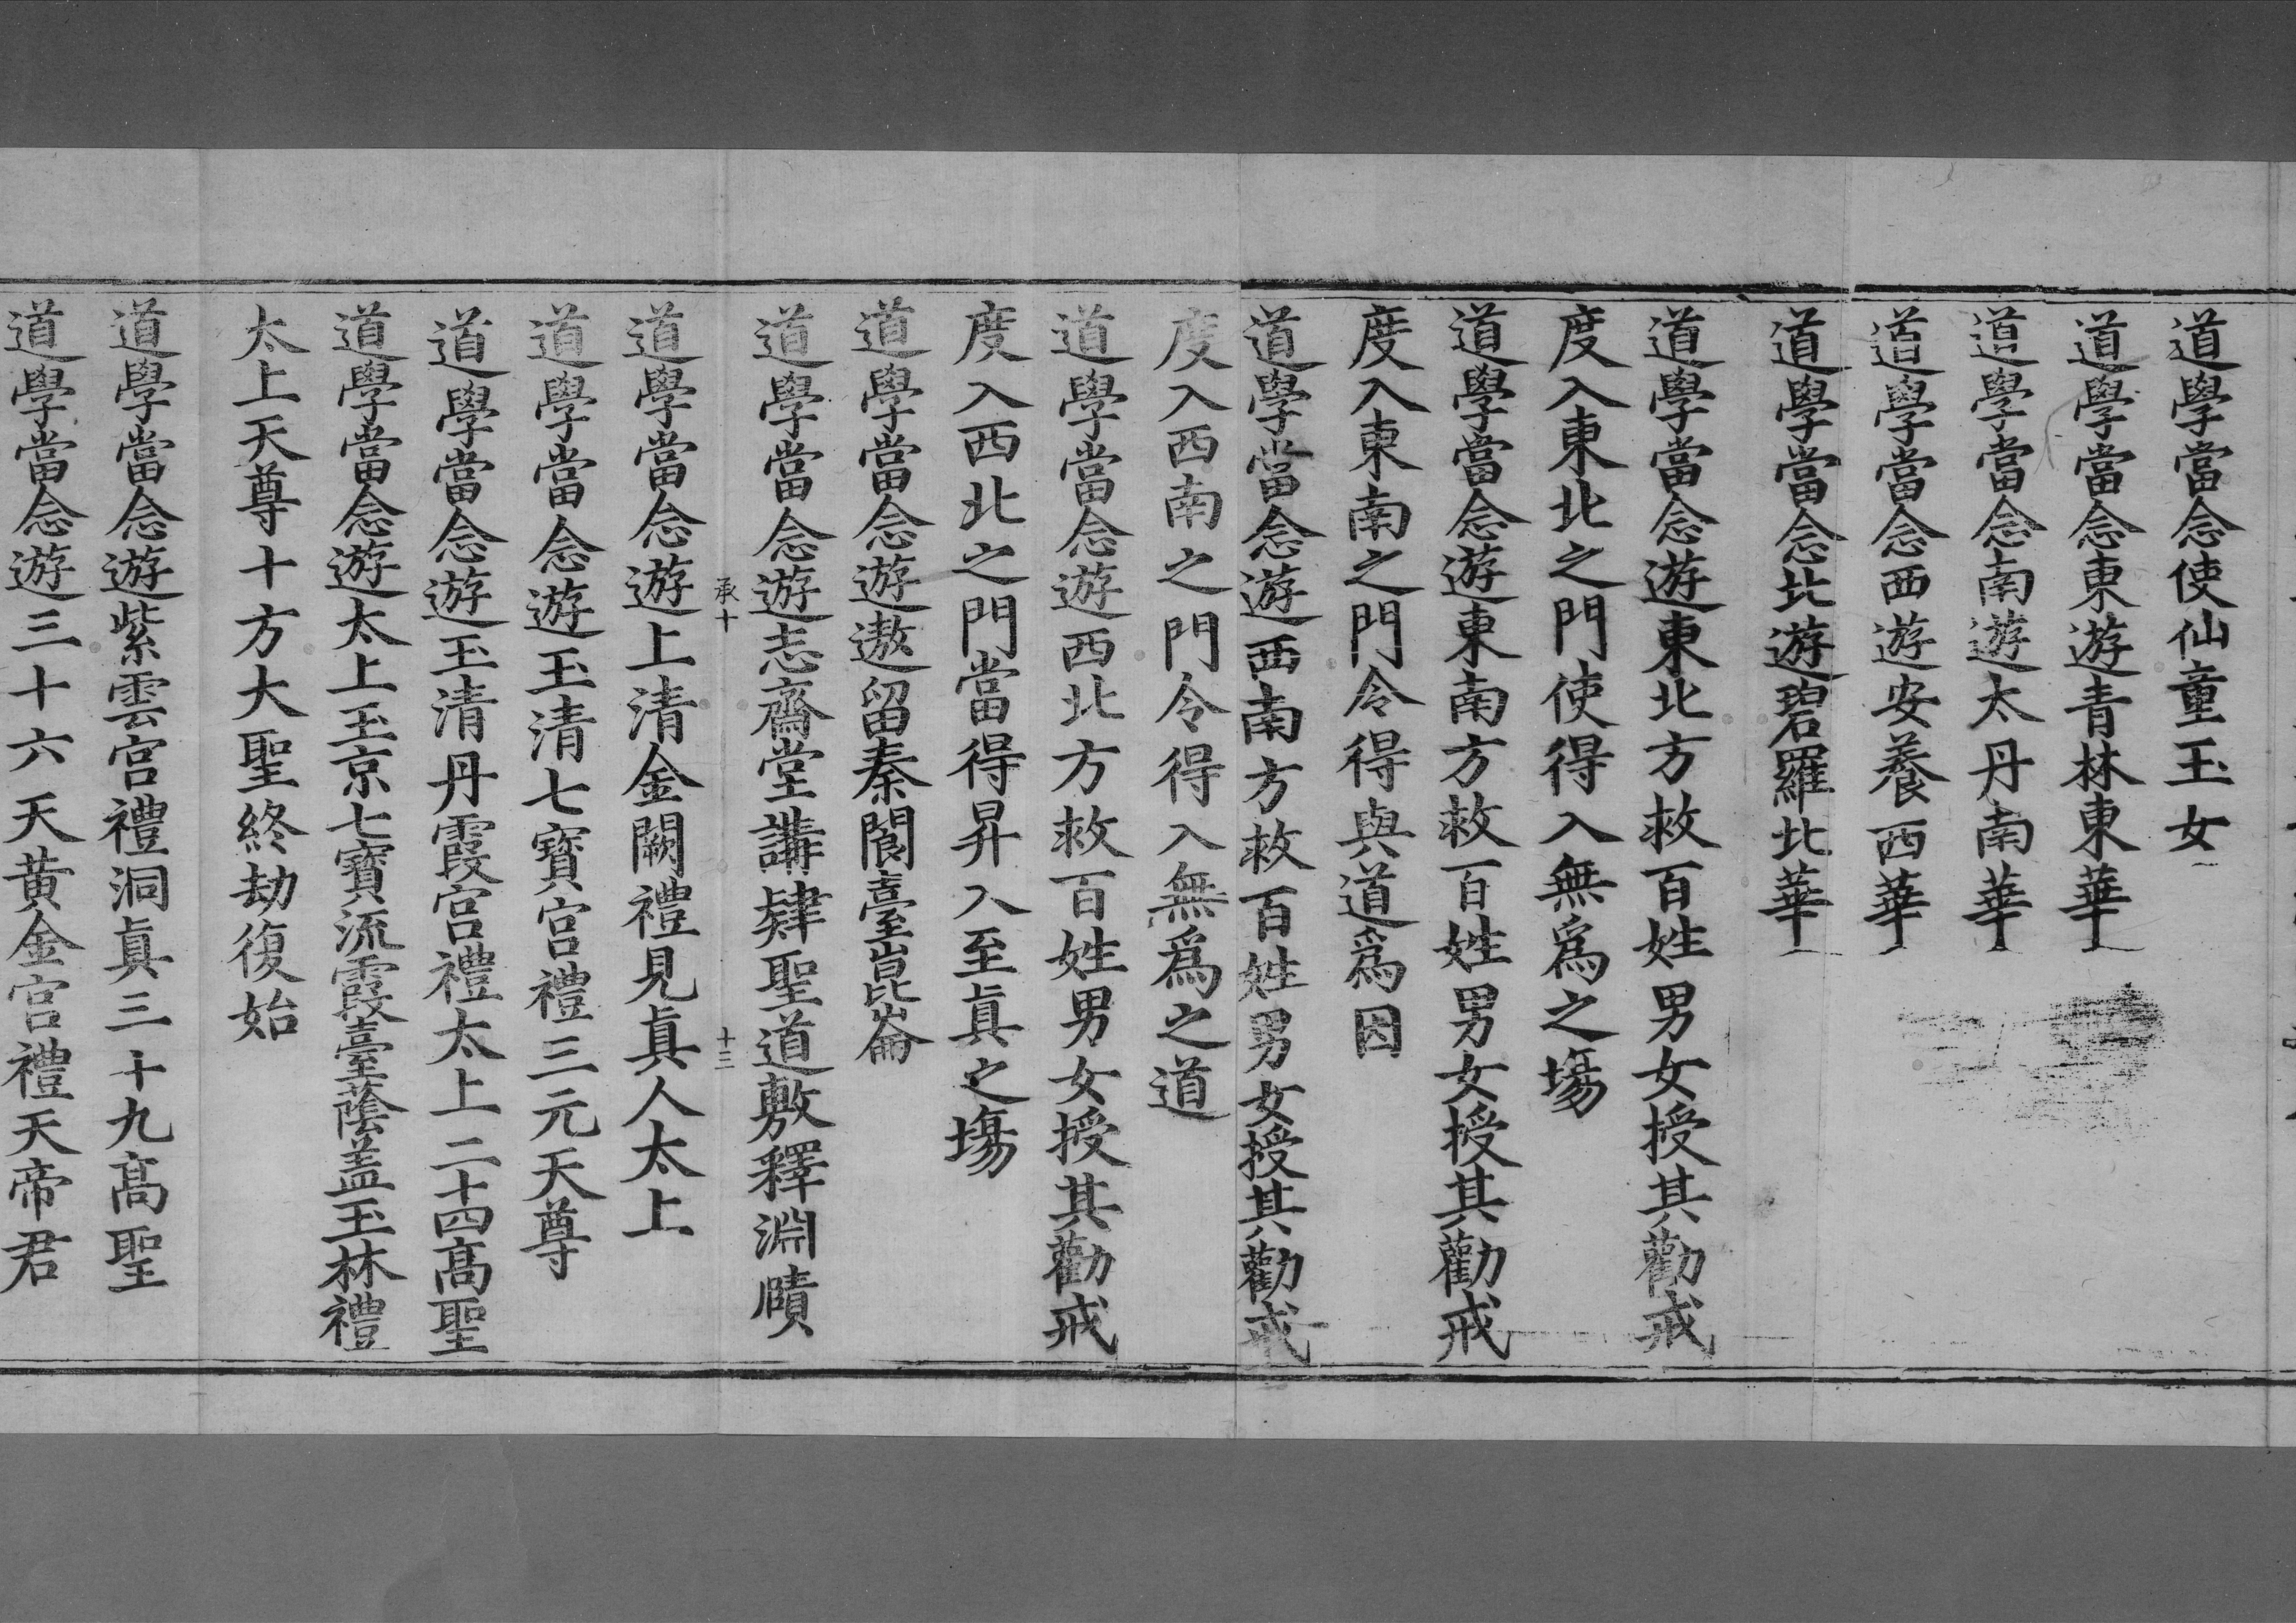 道學當念使仙童玉女
道學當念東遊青林東華
道學當念南遊太丹南華
道學當念西遊安養西華
道學當念北遊碧羅北華
道學當念遊東北方救百姓男女授其勸戒
度入東北之門使得入無爲之塲
道學當念遊東南方救百姓男女授其勸戒
度入東南之門令得與道爲因
道學當念遊西南方救百姓男女授其勸戒
度入西南之門令得入無爲之道
道學當念遊西北方救百姓男女授其勸戒
度入西北之門當得昇入至眞之塲
道學當念遊遨留秦閬臺崑崙
道學當念遊志齋堂講肄聖道敷釋淵賾
承十 十三
道學當念遊上清金闕禮見眞人太上
道學當念遊玉清七寳宮禮三元天尊
道學當念遊玉清丹霞宮禮太上二十四髙聖
道學當念遊太上玉京七寳流霞臺蔭盖玉林禮
太上天尊十方大聖終劫復始
道學當念遊紫雲宮禮洞眞三十九髙聖
道學當念遊三十六天黄金宮禮天帝君